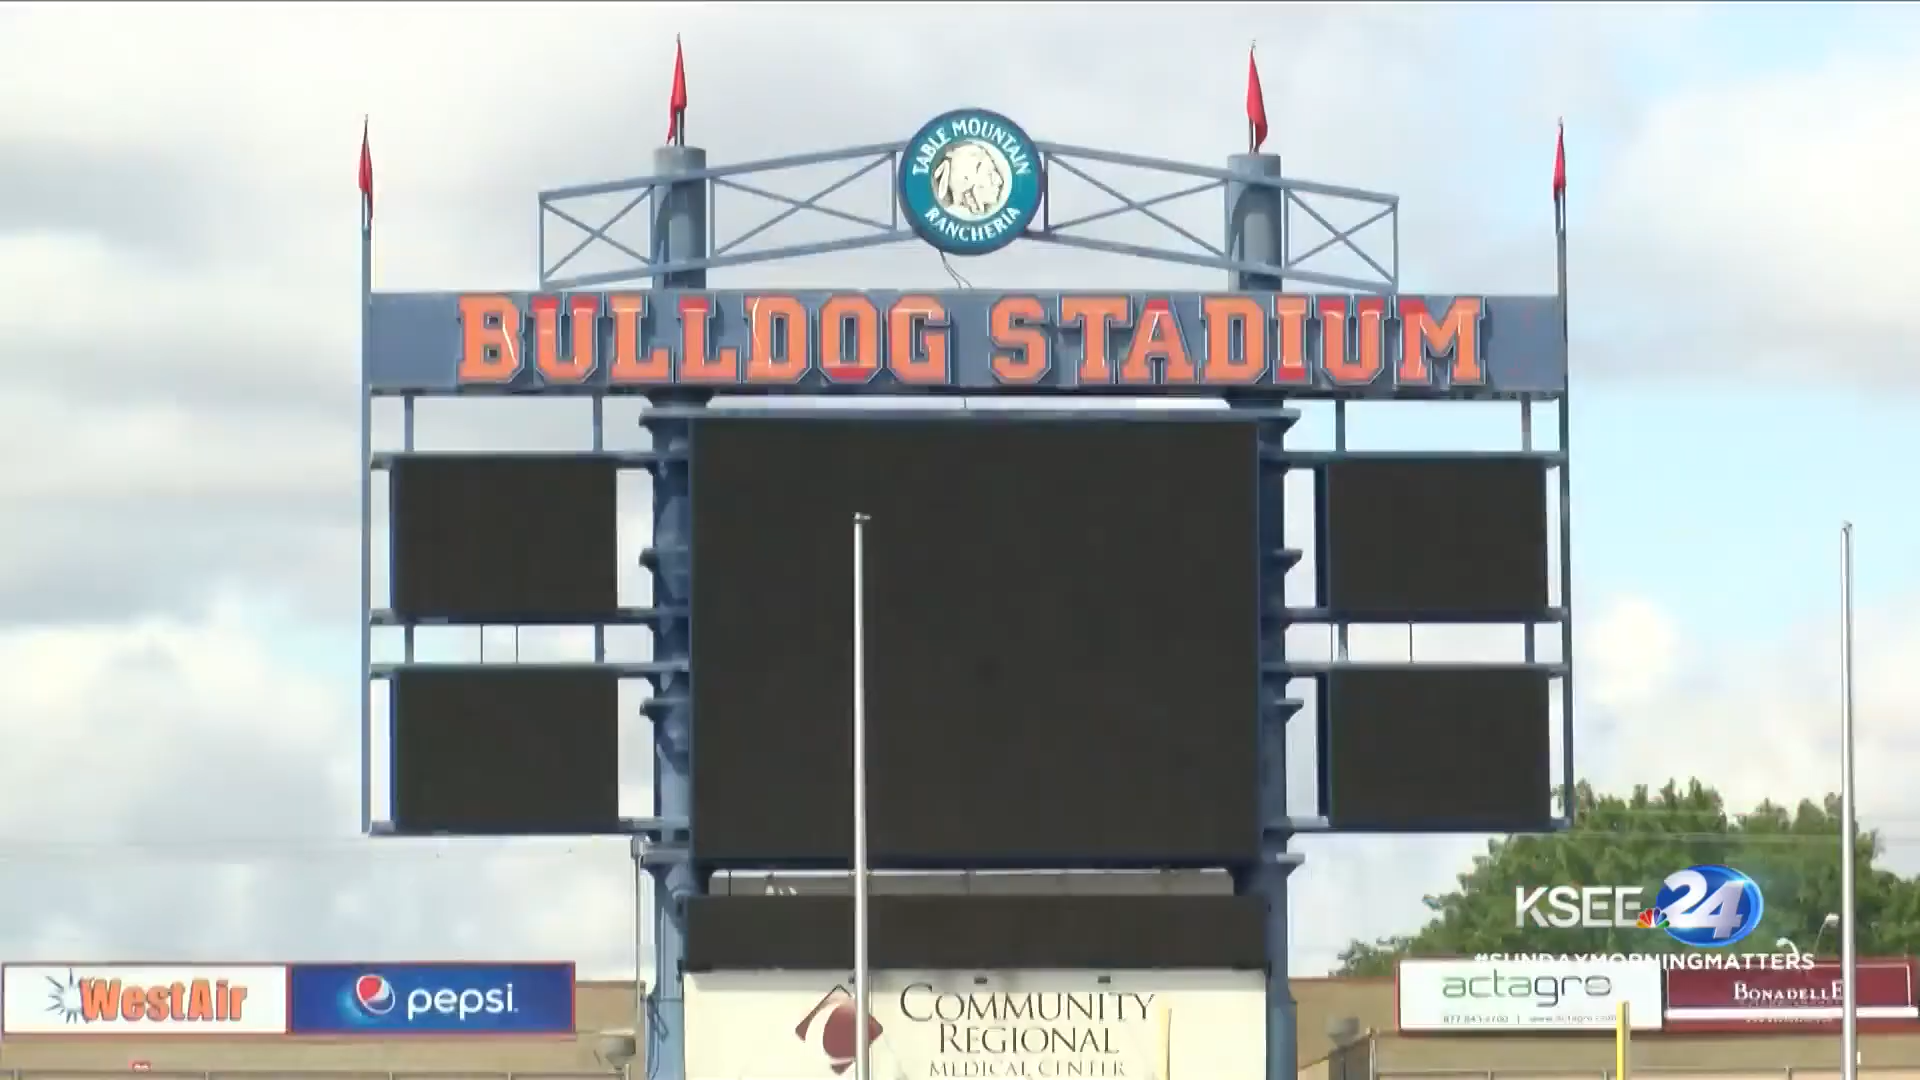 TABLE MOUNTAIN
RANCHERIA
BULLDOG STADIUM
KSEE 24
#SUNDAYMORNINGMATTERS
WestAir
pepsi
COMMUNITY
REGIONAL
MEDICAL CENTER
actagro
BONADELLE